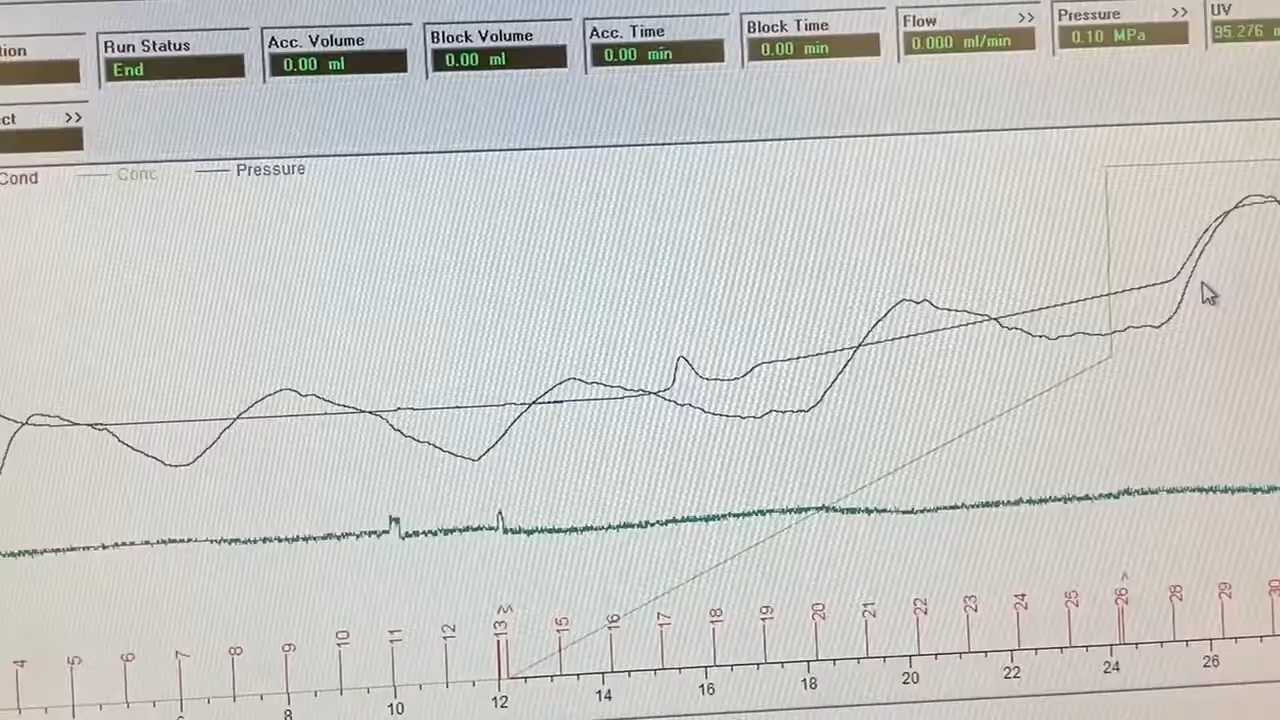 tion
Run Status
End
Acc. Volume
0.00 ml
Block Volume
0.00 ml
Acc. Time
0.00 min
Block Time
0.00 min
Flow >>
0.000 ml/min
Pressure >>
0.10 MPa
UV
95.276
ct >>
Cond Conc Pressure
4 5 6 7 8 9 10 11 12 13 15 16 17 18 19 20 21 22 23 24 25 26 28 29 30
8 10 12 14 16 18 20 22 24 26